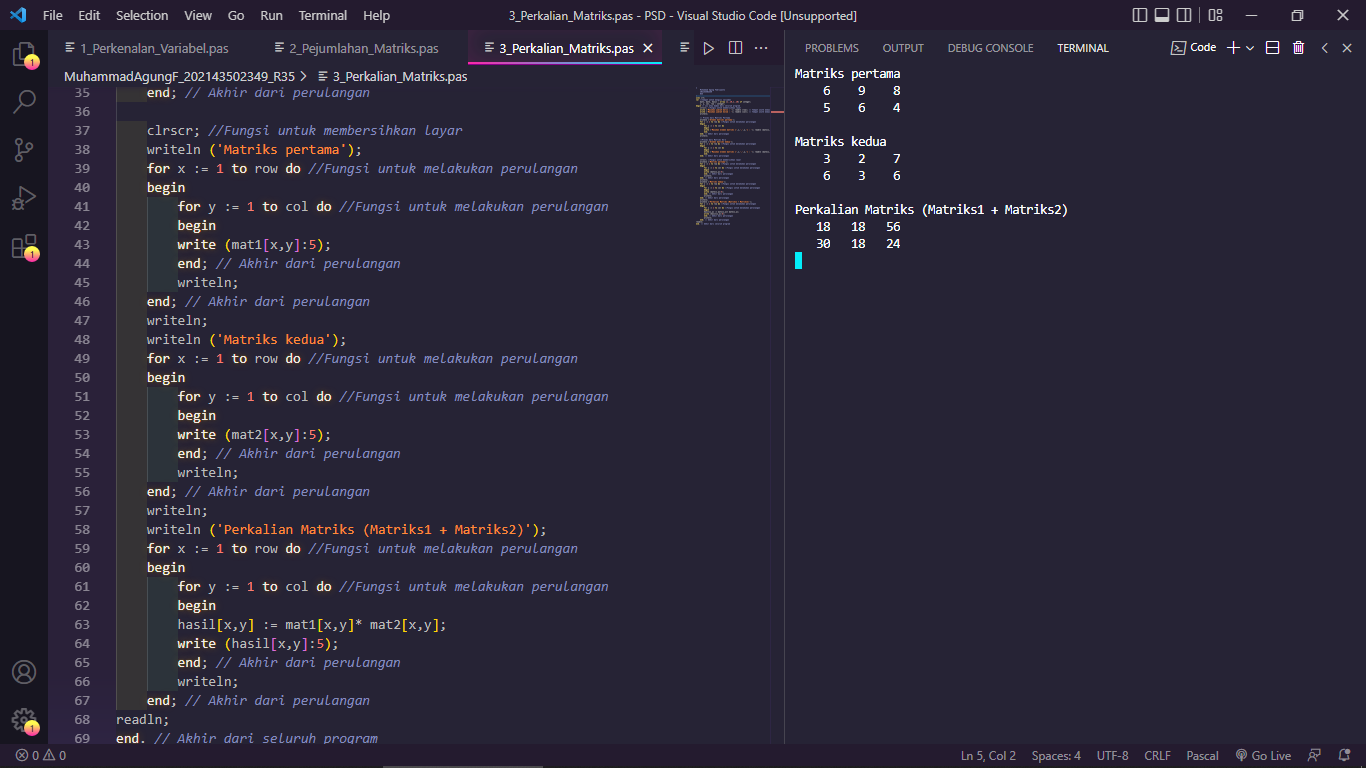 File Edit Selection View Go Run Terminal Help
3_Perkalian_Matriks.pas - PSD - Visual Studio Code [Unsupported]
1_Perkenalan_Variabel.pas
2_Pejumlahan_Matriks.pas
3_Perkalian_Matriks.pas
MuhammadAgungF_202143502349_R35 > 3_Perkalian_Matriks.pas
35 end; // Akhir dari perulangan
36
37 clrscr; //Fungsi untuk membersihkan layar
38 writeln ('Matriks pertama');
39 for x := 1 to row do //Fungsi untuk melakukan perulangan
40 begin
41 for y := 1 to col do //Fungsi untuk melakukan perulangan
42 begin
43 write (mat1[x,y]:5);
44 end; // Akhir dari perulangan
45 writeln;
46 end; // Akhir dari perulangan
47 writeln;
48 writeln ('Matriks kedua');
49 for x := 1 to row do //Fungsi untuk melakukan perulangan
50 begin
51 for y := 1 to col do //Fungsi untuk melakukan perulangan
52 begin
53 write (mat2[x,y]:5);
54 end; // Akhir dari perulangan
55 writeln;
56 end; // Akhir dari perulangan
57 writeln;
58 writeln ('Perkalian Matriks (Matriks1 + Matriks2)');
59 for x := 1 to row do //Fungsi untuk melakukan perulangan
60 begin
61 for y := 1 to col do //Fungsi untuk melakukan perulangan
62 begin
63 hasil[x,y] := mat1[x,y]* mat2[x,y];
64 write (hasil[x,y]:5);
65 end; // Akhir dari perulangan
66 writeln;
67 end; // Akhir dari perulangan
68 readln;
69 end. // Akhir dari seluruh program
PROBLEMS OUTPUT DEBUG CONSOLE TERMINAL
Code
Matriks pertama
6 9 8
5 6 4
Matriks kedua
3 2 7
6 3 6
Perkalian Matriks (Matriks1 + Matriks2)
18 18 56
30 18 24
1
1
1
0 0
Ln 5, Col 2 Spaces: 4 UTF-8 CRLF Pascal Go Live